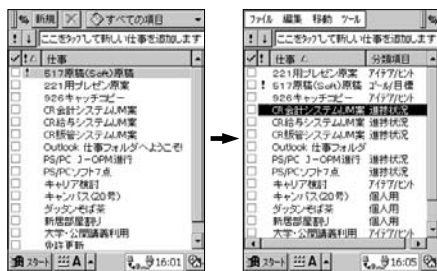 新規 すべての項目
ここをタップして新しい仕事を追加します
仕事
517原稿(Soft)原稿
221用プレゼン原案
926キャッチコピー
CR会計システムUM案
CR給与システムUM案
CR販管システムUM案
Outlook 仕事フォルダへようこそ!
PS/PC J-OPM進行
PS/PCソフト7点
キャリア検討
キャンバス(20号)
ダッタンそば茶
新居部屋割り
大学・公開講義利用
免許更新
スタート A 16:01
ファイル 編集 移動 ツール
ここをタップして新しい仕事を追加します
仕事 分類項目
221用プレゼン原案 アイデア/ヒント
517原稿(Soft)原稿 ゴール/目標
926キャッチコピー アイデア/ヒント
CR会計システムUM案 進捗状況
CR給与システムUM案 進捗状況
CR販管システムUM案 進捗状況
Outlook 仕事フォルダ
PS/PC J-OPM進行 進捗状況
PS/PCソフト7点 進捗状況
キャリア検討 アイデア/ヒント
キャンバス(20号) 個人用
ダッタンそば茶 個人用
新居部屋割り 個人用
大学・公開講義利用 アイデア/ヒント
スタート A 16:05